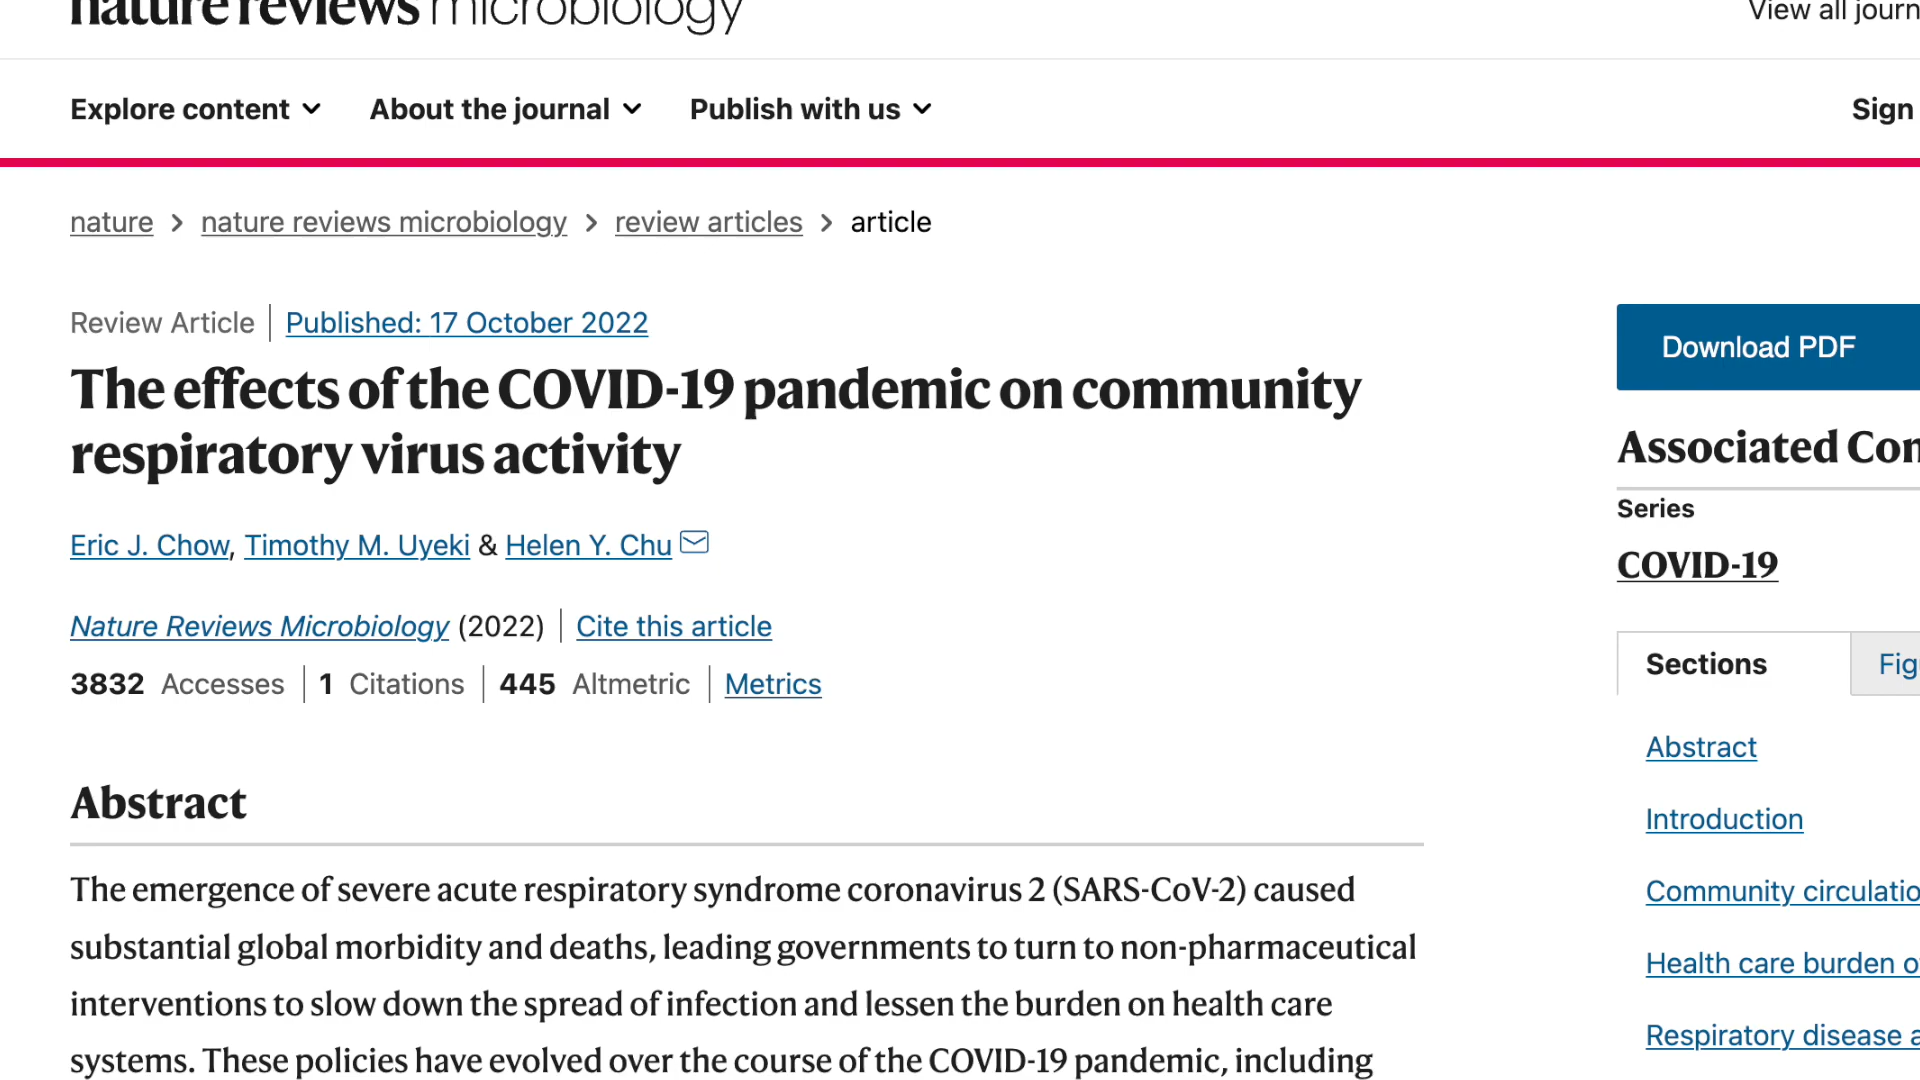 nature reviews microbiology
View all journ
Explore content
About the journal
Publish with us
Sign
nature > nature reviews microbiology > review articles > article
Review Article | Published: 17 October 2022
The effects of the COVID-19 pandemic on community
respiratory virus activity
Eric J. Chow, Timothy M. Uyeki & Helen Y. Chu
Nature Reviews Microbiology (2022) | Cite this article
3832 Accesses | 1 Citations | 445 Altmetric | Metrics
Abstract
The emergence of severe acute respiratory syndrome coronavirus 2 (SARS-CoV-2) caused
substantial global morbidity and deaths, leading governments to turn to non-pharmaceutical
interventions to slow down the spread of infection and lessen the burden on health care
systems. These policies have evolved over the course of the COVID-19 pandemic, including
Download PDF
Associated Con
Series
COVID-19
Sections
Fig
Abstract
Introduction
Community circulatio
Health care burden o
Respiratory disease a